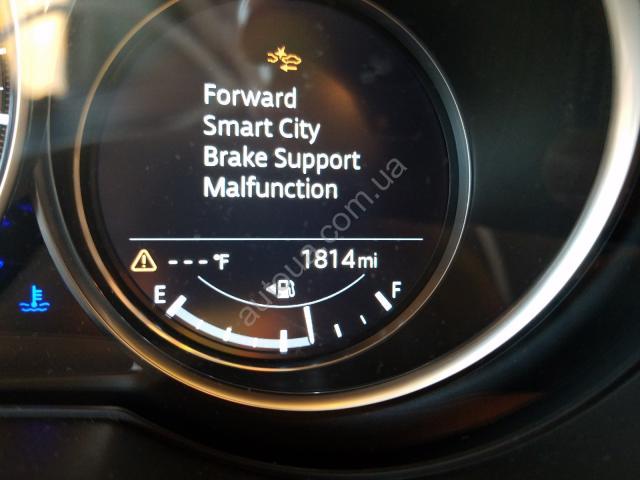 Forward
Smart City
Brake Support
Malfunction
---°F 1814mi
E F
autoua.com.ua